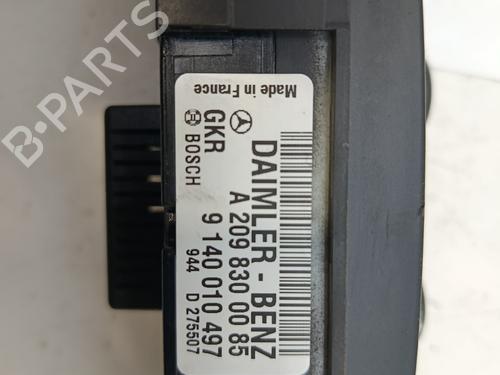 Made in France
DAIMLER - BENZ
GKR A 209 830 00 85
BOSCH 9 140 010 497
944 D 275507
B-PARTS